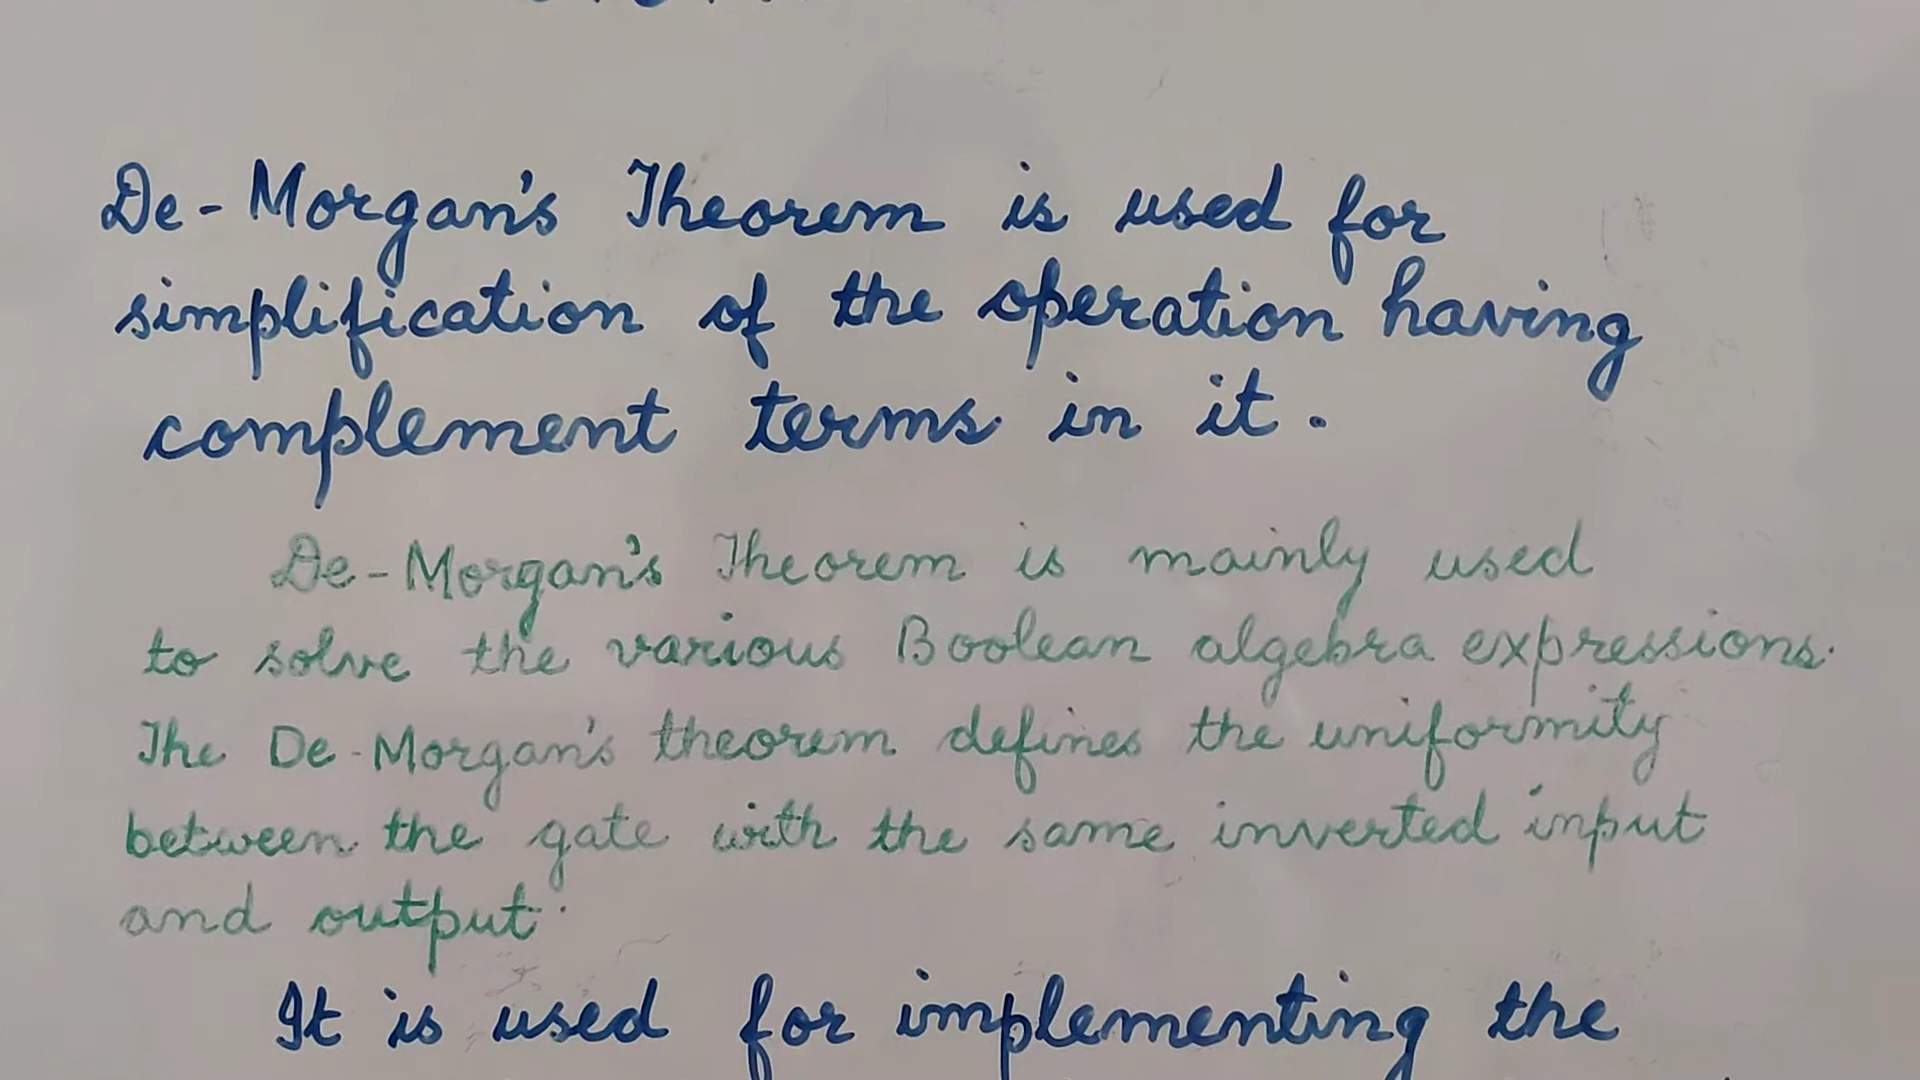 De-Morgan's Theorem is used for
simplification of the operation having
complement terms in it.
De-Morgan's Theorem is mainly used
to solve the various Boolean algebra expressions.
The De-Morgan's theorem defines the uniformity
between the gate with the same inverted input
and output.
It is used for implementing the